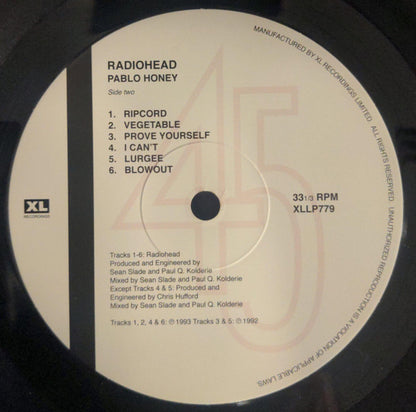 RADIOHEAD
PABLO HONEY
Side two
1. RIPCORD
2. VEGETABLE
3. PROVE YOURSELF
4. I CAN'T
5. LURGEE
6. BLOWOUT
45
XL
RECORDINGS
33 1/3 RPM
XLLP779
Tracks 1-6: Radiohead
Produced and Engineered by
Sean Slade and Paul Q. Kolderie
Mixed by Sean Slade and Paul Q. Kolderie
Except Tracks 4 & 5: Produced and
Engineered by Chris Hufford
Mixed by Sean Slade and Paul Q. Kolderie
Tracks 1, 2, 4 & 6: ℗ 1993 Tracks 3 & 5: ℗ 1992
MANUFACTURED BY XL RECORDINGS LIMITED. ALL RIGHTS RESERVED. UNAUTHORIZED REPRODUCTION IS A VIOLATION OF APPLICABLE LAWS.